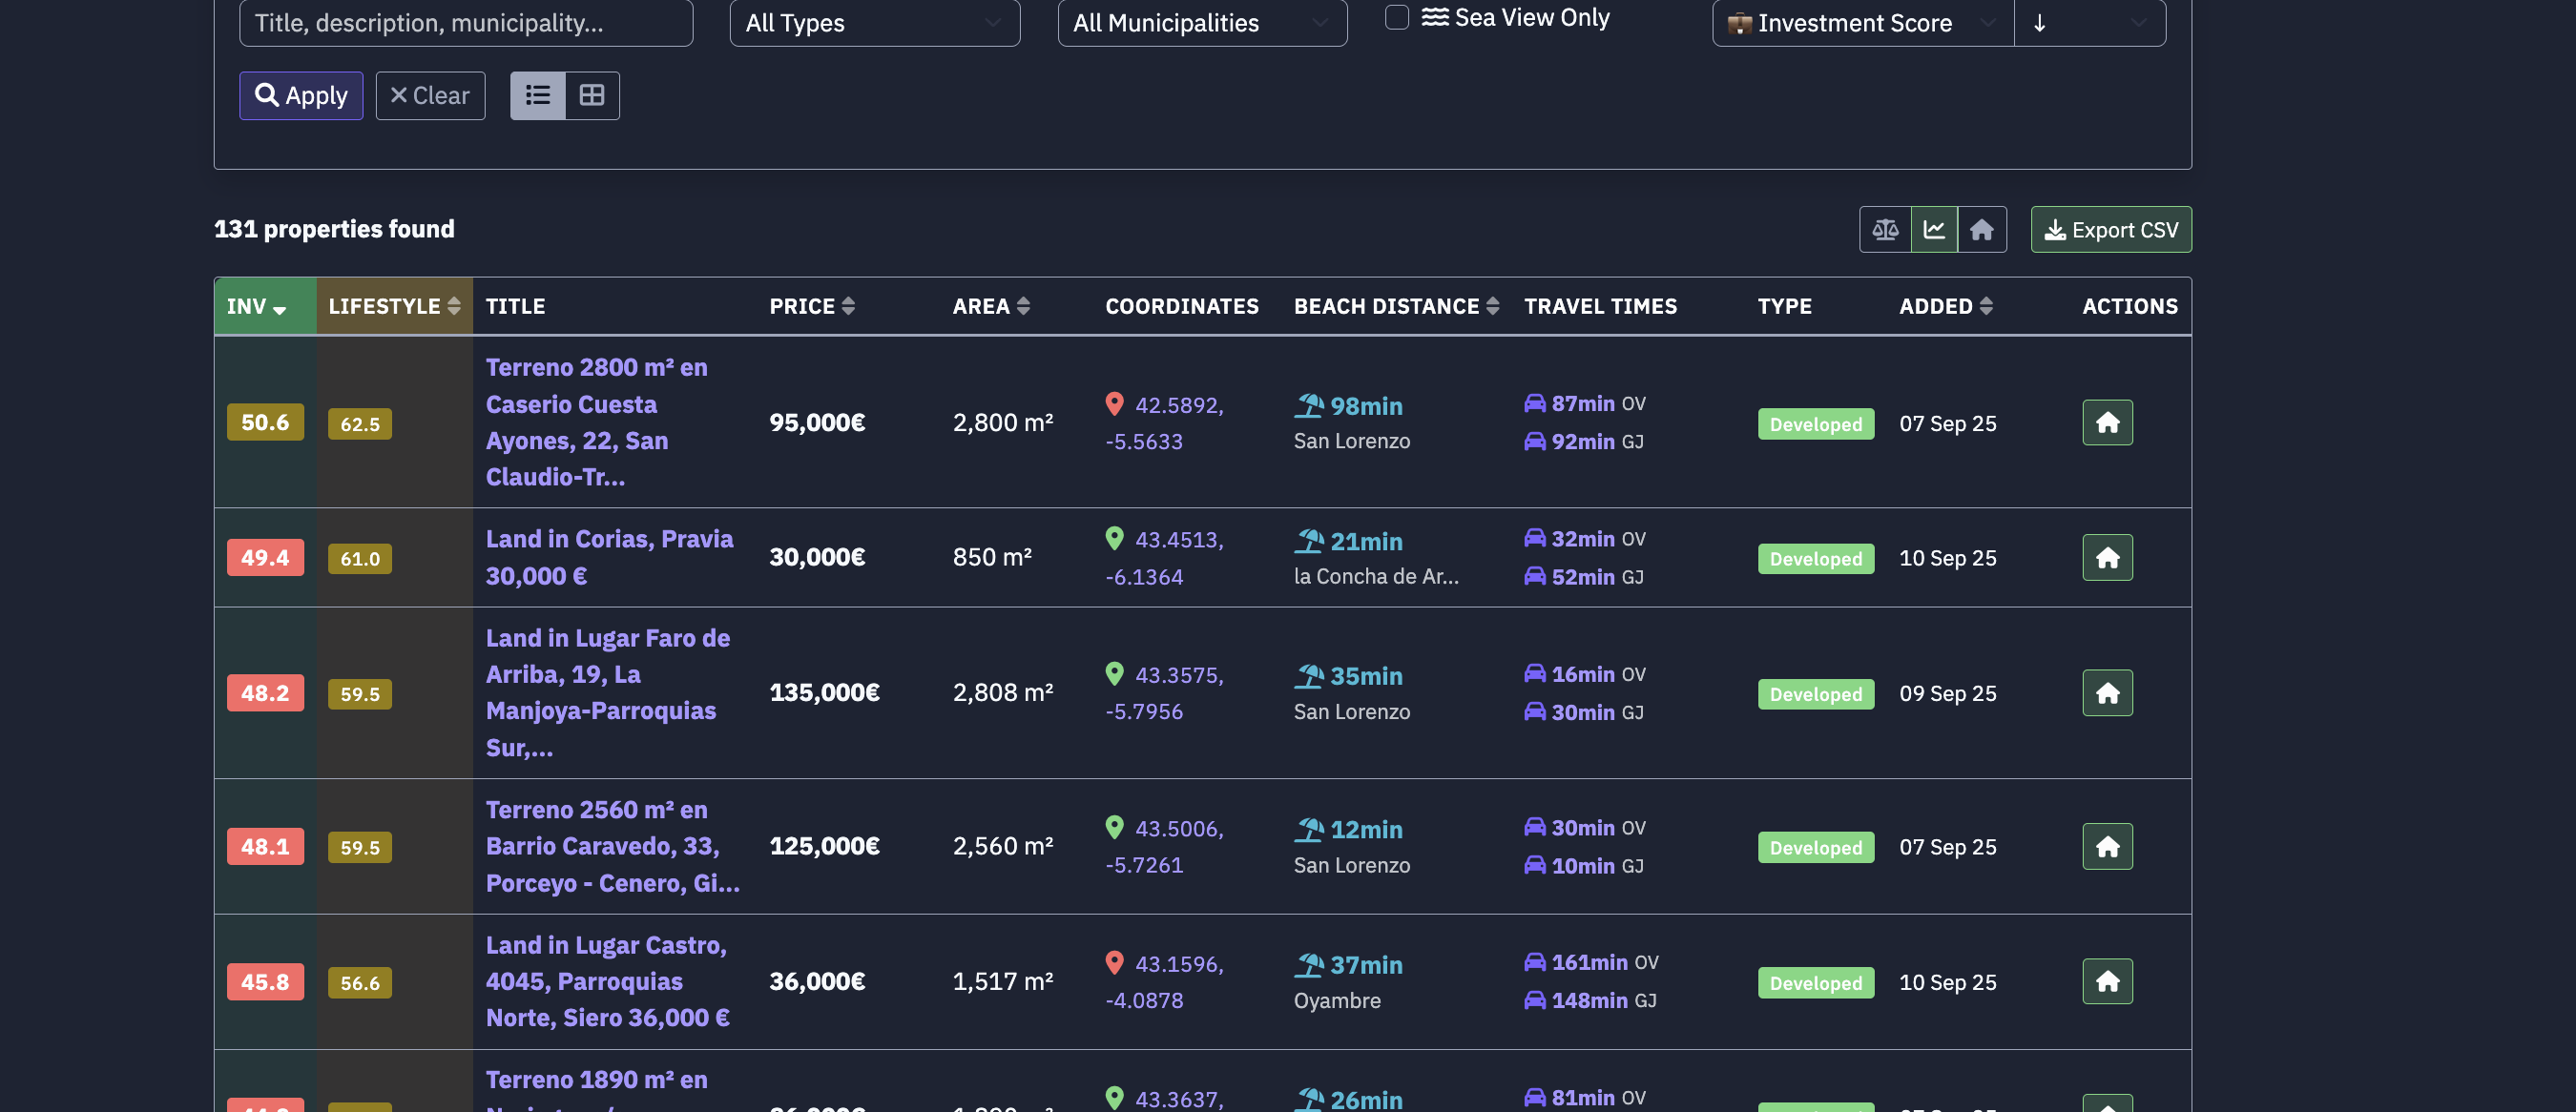 Title, description, municipality...
All Types
All Municipalities
Sea View Only
Investment Score
↓
Apply
Clear
131 properties found
Export CSV
INV LIFESTYLE TITLE PRICE AREA COORDINATES BEACH DISTANCE TRAVEL TIMES TYPE ADDED ACTIONS
50.6
62.5
Terreno 2800 m² en
Caserio Cuesta
Ayones, 22, San
Claudio-Tr...
95,000€
2,800 m²
42.5892,
-5.5633
98min
San Lorenzo
87min OV
92min GJ
Developed
07 Sep 25
49.4
61.0
Land in Corias, Pravia
30,000 €
30,000€
850 m²
43.4513,
-6.1364
21min
la Concha de Ar...
32min OV
52min GJ
Developed
10 Sep 25
48.2
59.5
Land in Lugar Faro de
Arriba, 19, La
Manjoya-Parroquias
Sur,...
135,000€
2,808 m²
43.3575,
-5.7956
35min
San Lorenzo
16min OV
30min GJ
Developed
09 Sep 25
48.1
59.5
Terreno 2560 m² en
Barrio Caravedo, 33,
Porceyo - Cenero, Gi...
125,000€
2,560 m²
43.5006,
-5.7261
12min
San Lorenzo
30min OV
10min GJ
Developed
07 Sep 25
45.8
56.6
Land in Lugar Castro,
4045, Parroquias
Norte, Siero 36,000 €
36,000€
1,517 m²
43.1596,
-4.0878
37min
Oyambre
161min OV
148min GJ
Developed
10 Sep 25
Terreno 1890 m² en
43.3637,
26min
81min OV